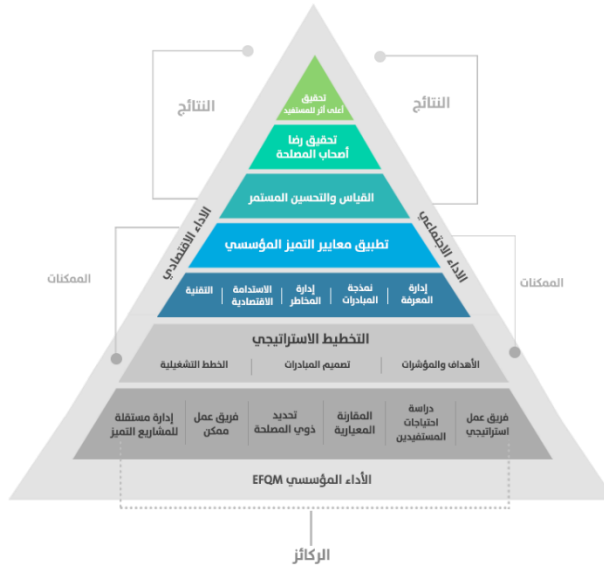 تحقيق
أعلى أثر للمستفيد
النتائج
النتائج
تحقيق رضا
أصحاب المصلحة
القياس والتحسين المستمر
الأداء الاجتماعي
الأداء الاقتصادي
تطبيق معايير التميز المؤسسي
الممكنات
الممكنات
إدارة
المعرفة
نمذجة
المبادرات
إدارة
المخاطر
الاستدامة
الاقتصادية
التقنية
التخطيط الاستراتيجي
الأهداف والمؤشرات
تصميم المبادرات
الخطط التشغيلية
فريق عمل
استراتيجي
دراسة
احتياجات
المستفيدين
المقارنة
المعيارية
تحديد
ذوي المصلحة
فريق عمل
ممكن
إدارة مستقلة
للمشاريع التميز
الأداء المؤسسي EFQM
الركائز